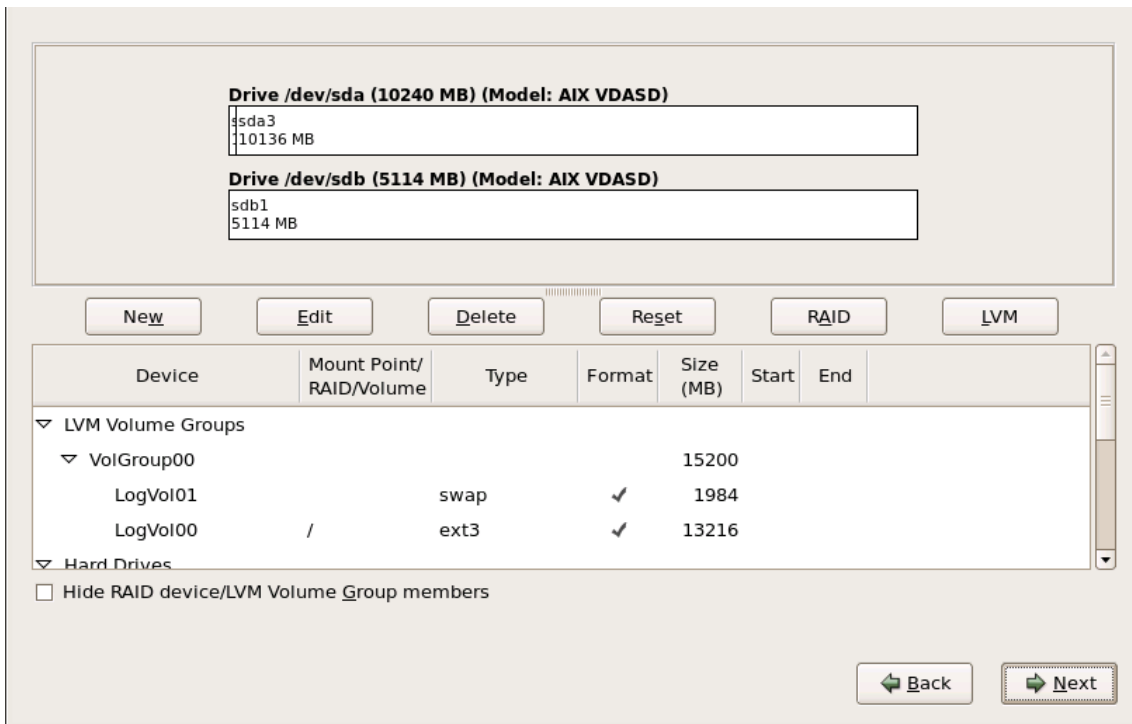 Drive /dev/sda (10240 MB) (Model: AIX VDASD)
sda3
10136 MB
Drive /dev/sdb (5114 MB) (Model: AIX VDASD)
sdb1
5114 MB
New Edit Delete Reset RAID LVM
Device Mount Point/ RAID/Volume Type Format Size (MB) Start End
LVM Volume Groups
VolGroup00 15200
LogVol01 swap 1984
LogVol00 / ext3 13216
Hard Drives
Hide RAID device/LVM Volume Group members
Back Next